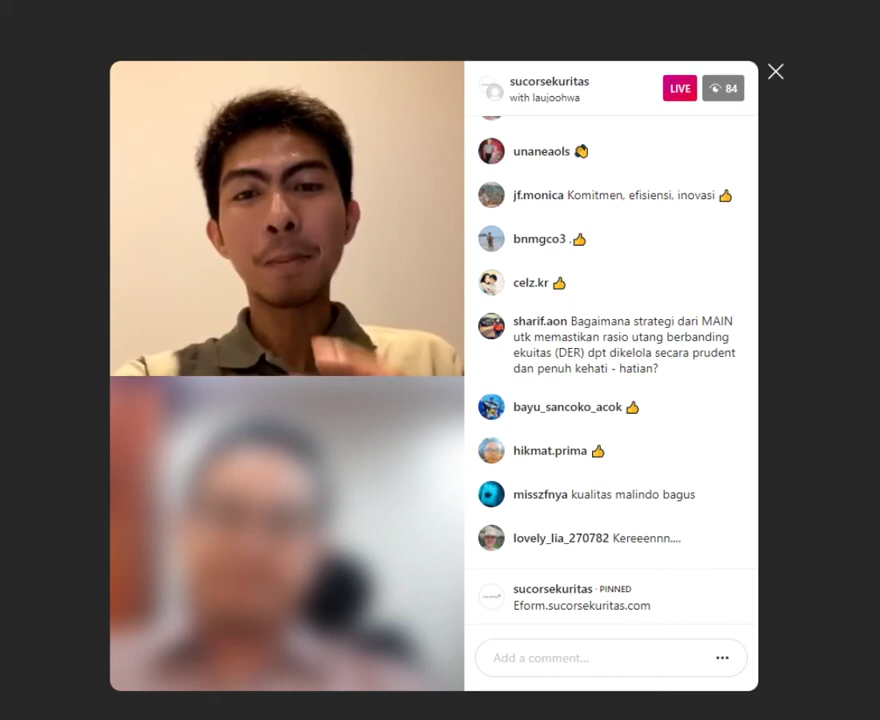 sucorsekuritas
with laujoohwa
LIVE
84
unaneaols 👏
jf.monica Komitmen, efisiensi, inovasi 👍
bnmgco3 .👍
celz.kr 👍
sharif.aon Bagaimana strategi dari MAIN
utk memastikan rasio utang berbanding
ekuitas (DER) dpt dikelola secara prudent
dan penuh kehati - hatian?
bayu_sancoko_acok 👍
hikmat.prima 👍
misszfnya kualitas malindo bagus
lovely_lia_270782 Kereeennn....
sucorsekuritas · PINNED
Eform.sucorsekuritas.com
Add a comment...